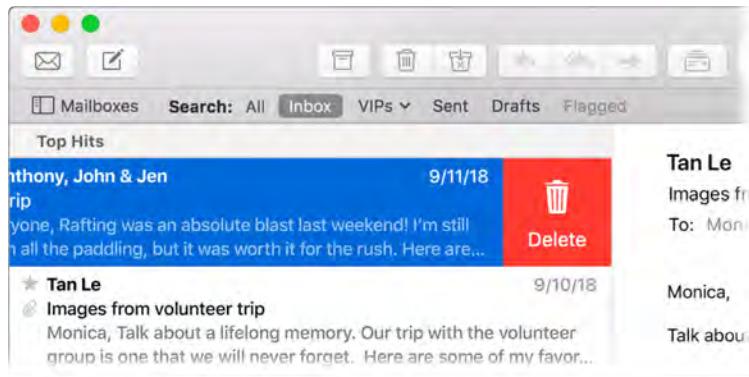 Mailboxes Search: All Inbox VIPs Sent Drafts Flagged
Top Hits
nthony, John & Jen 9/11/18
rip
yone, Rafting was an absolute blast last weekend! I'm still
n all the paddling, but it was worth it for the rush. Here are...
Delete
Tan Le 9/10/18
Images from volunteer trip
Monica, Talk about a lifelong memory. Our trip with the volunteer
group is one that we will never forget. Here are some of my favor...
Tan Le
Images fr
To: Moni
Monica,
Talk abou